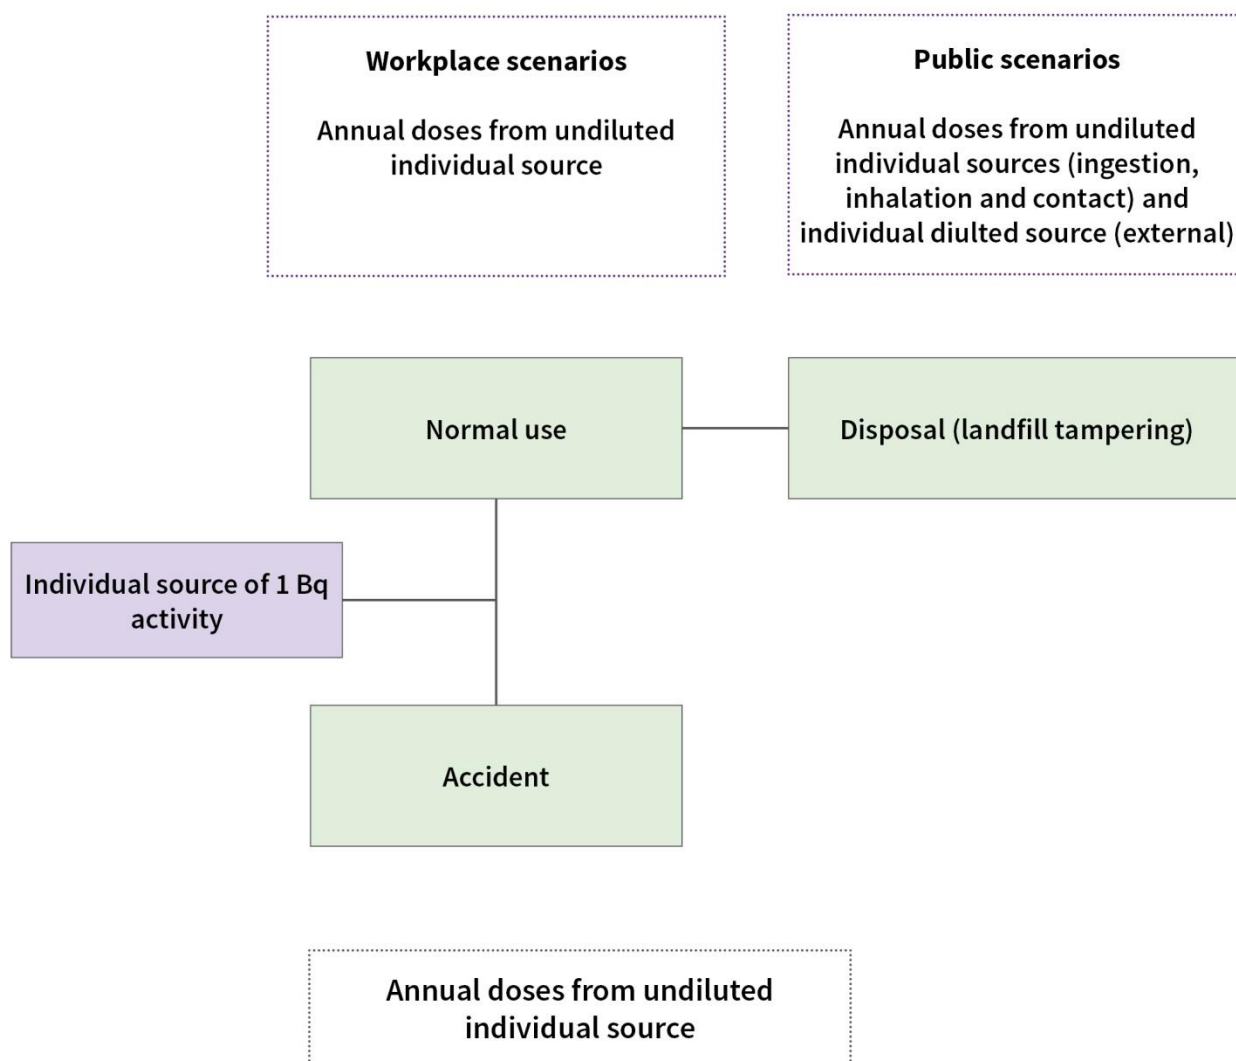 Workplace scenarios
Annual doses from undiluted
individual source
Public scenarios
Annual doses from undiluted
individual sources (ingestion,
inhalation and contact) and
individual diulted source (external)
Normal use
Disposal (landfill tampering)
Individual source of 1 Bq
activity
Accident
Annual doses from undiluted
individual source